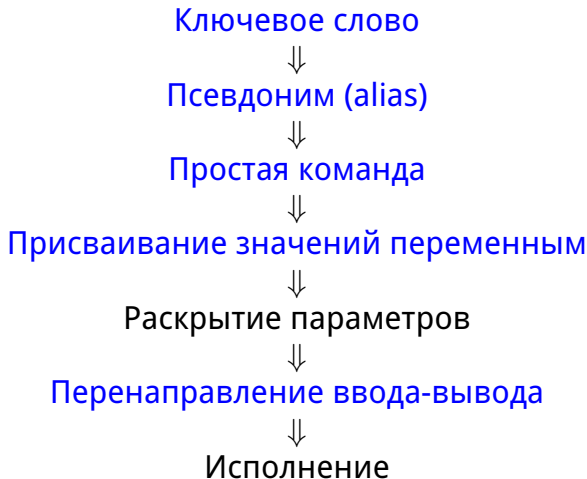 Ключевое слово
⇓
Псевдоним (alias)
⇓
Простая команда
⇓
Присваивание значений переменным
⇓
Раскрытие параметров
⇓
Перенаправление ввода-вывода
⇓
Исполнение